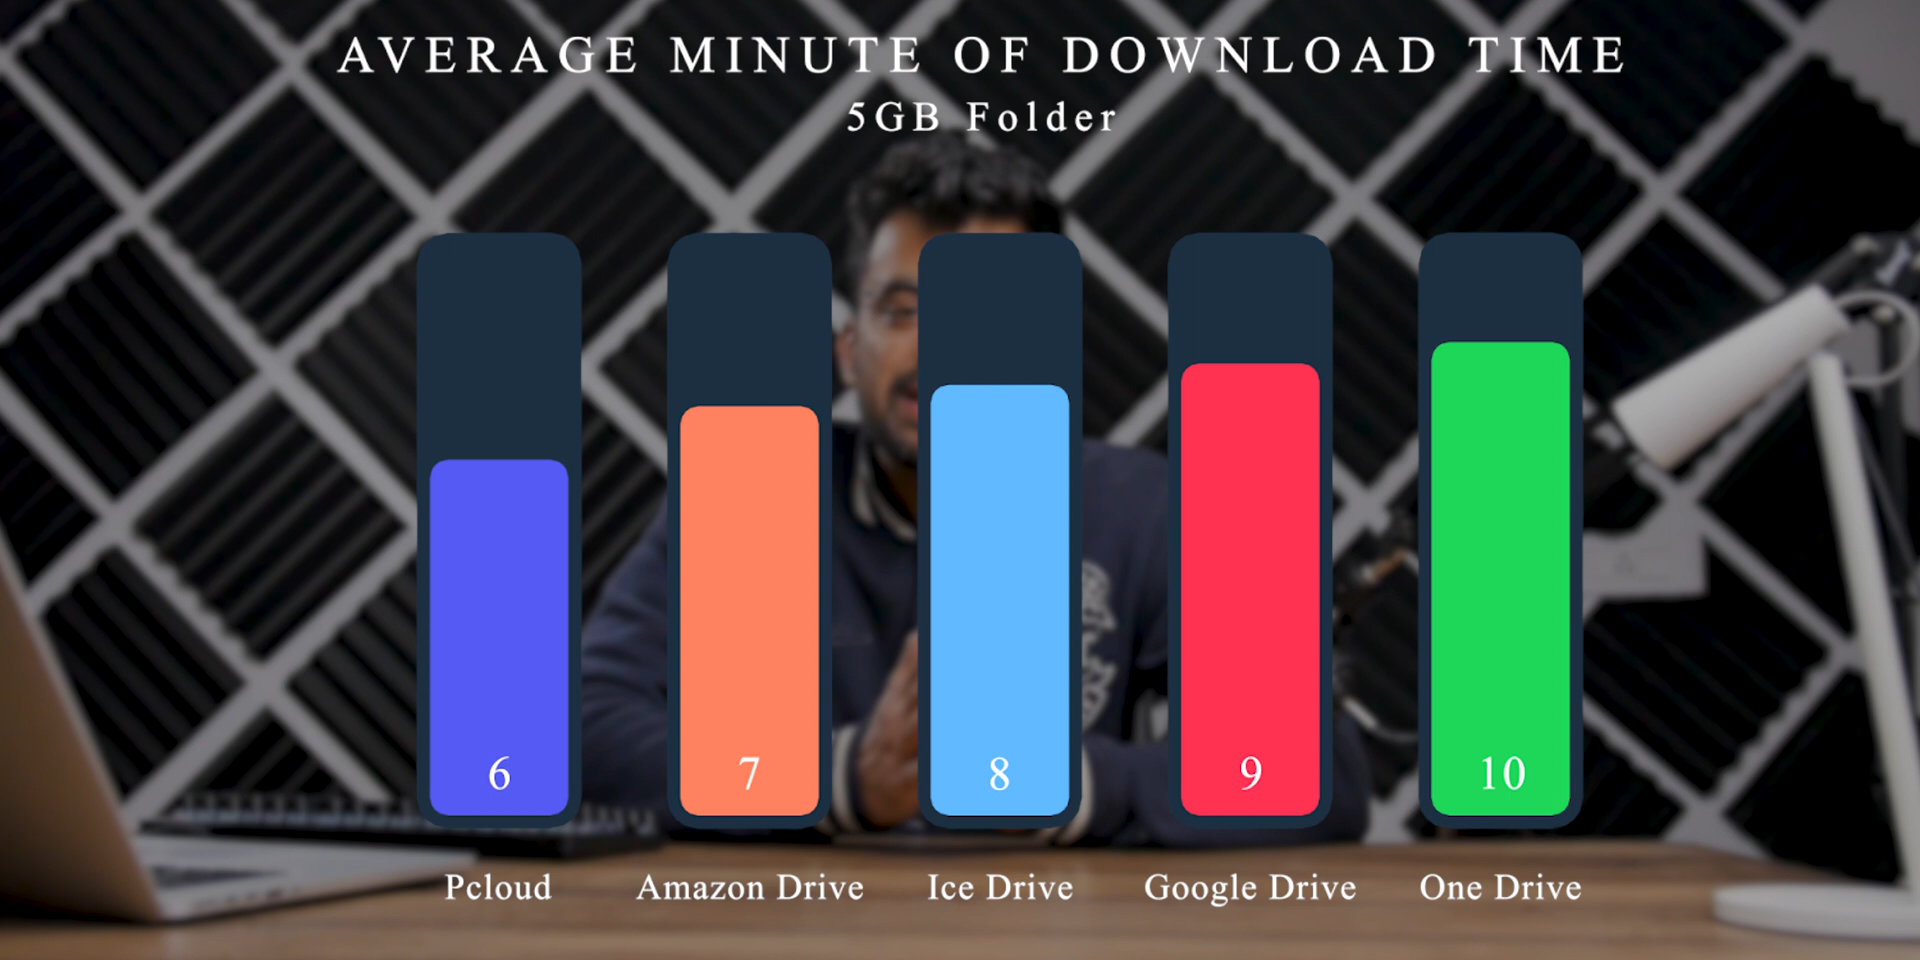 AVERAGE MINUTE OF DOWNLOAD TIME
5GB Folder
6 7 8 9 10
Pcloud Amazon Drive Ice Drive Google Drive One Drive